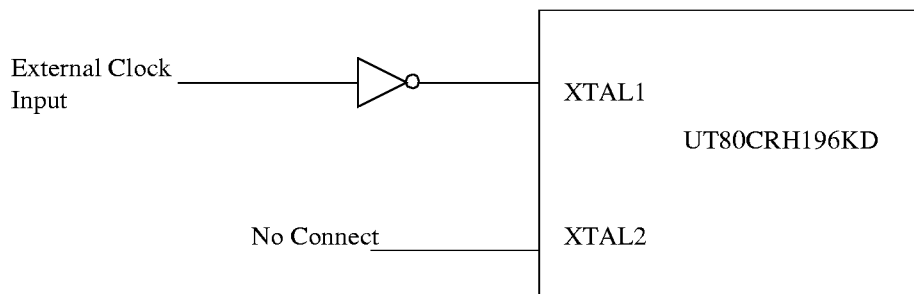 External Clock
Input
XTAL1
UT80CRH196KD
No Connect
XTAL2